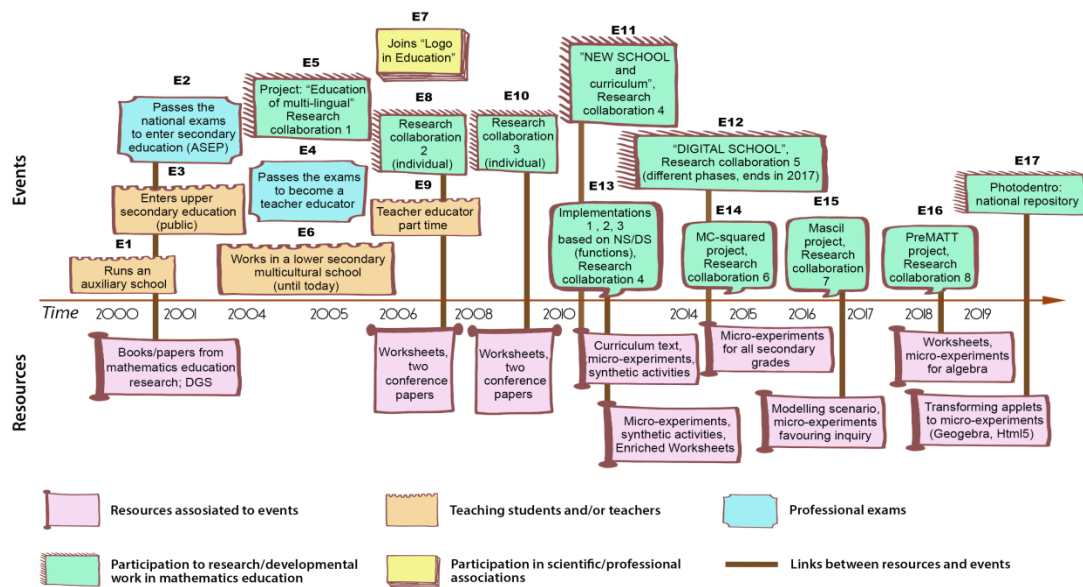 E7
Joins “Logo
in Education”
E11
"NEW SCHOOL
and
curriculum”,
Research
collaboration 4
E2
Passes the
national exams
to enter secondary
education (ASEP)
E5
Project: “Education
of multi-lingual”
Research
collaboration 1
E8
Research
collaboration
2
(individual)
E10
Research
collaboration
3
(individual)
E12
“DIGITAL SCHOOL”,
Research collaboration 5
(different phases, ends in 2017)
E4
Passes the exams
to become a
teacher educator
E3
Enters upper
secondary education
(public)
E9
Teacher educator
part time
E13
Implementations
1 , 2, 3
based on NS/DS
(functions),
Research
collaboration 4
E17
Photodentro:
national repository
E1
Runs an
auxiliary school
E6
Works in a lower secondary
multicultural school
(until today)
E14
MC-squared
project,
Research
collaboration 6
E15
Mascil
project,
Research
collaboration
7
E16
PreMATT
project,
Research
collaboration 8
Events
Time 2000 2001 2004 2005 2006 2008 2010 2014 2015 2016 2017 2018 2019
Resources
Books/papers from
mathematics education
research; DGS
Worksheets,
two
conference
papers
Worksheets,
two
conference
papers
Curriculum text,
micro-experiments,
synthetic activities
Micro-experiments
for all secondary
grades
Worksheets,
micro-experiments
for algebra
Micro-experiments,
synthetic activities,
Enriched Worksheets
Modelling scenario,
micro-experiments
favouring inquiry
Transforming applets
to micro-experiments
(Geogebra, Html5)
Resources assosiated to events
Teaching students and/or teachers
Professional exams
Participation to research/developmental
work in mathematics education
Participation in scientific/professional
associations
Links between resources and events